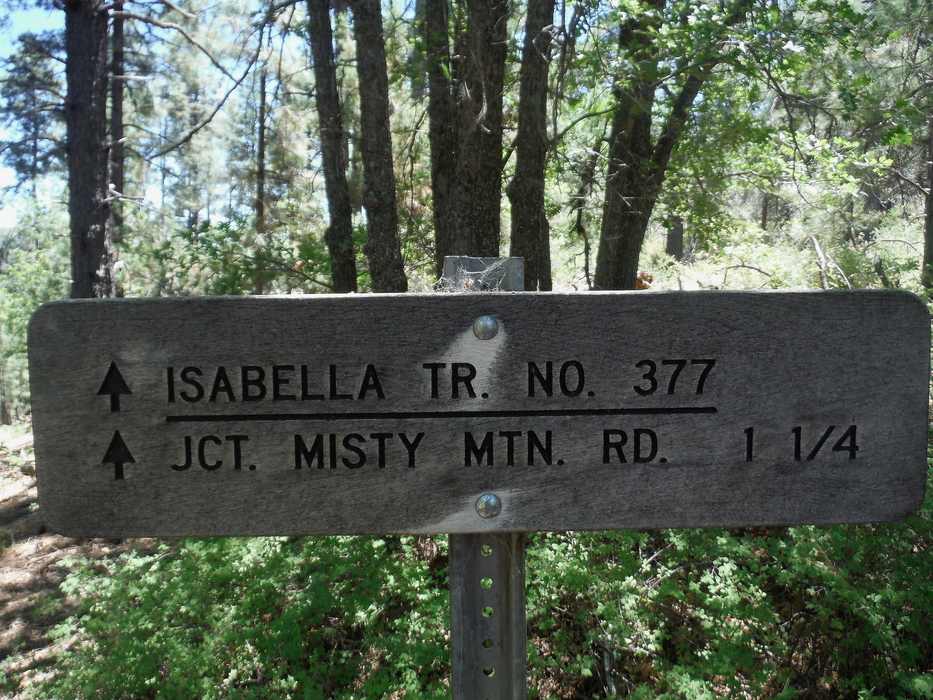 ISABELLA TR. NO. 377
JCT. MISTY MTN. RD. 1 1/4